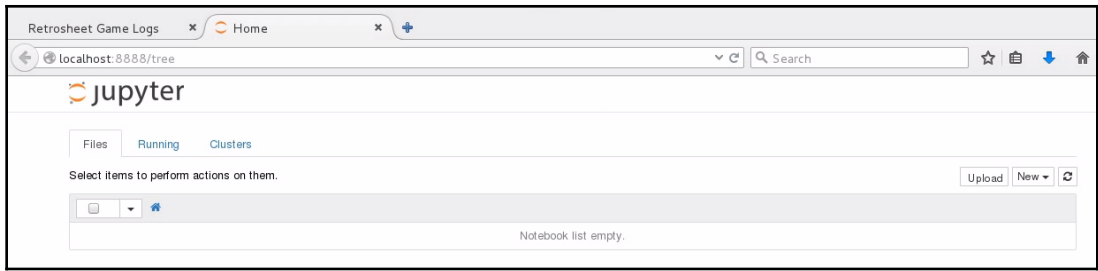 Retrosheet Game Logs × Home ×
localhost:8888/tree Search
jupyter
Files Running Clusters
Select items to perform actions on them. Upload New
Notebook list empty.